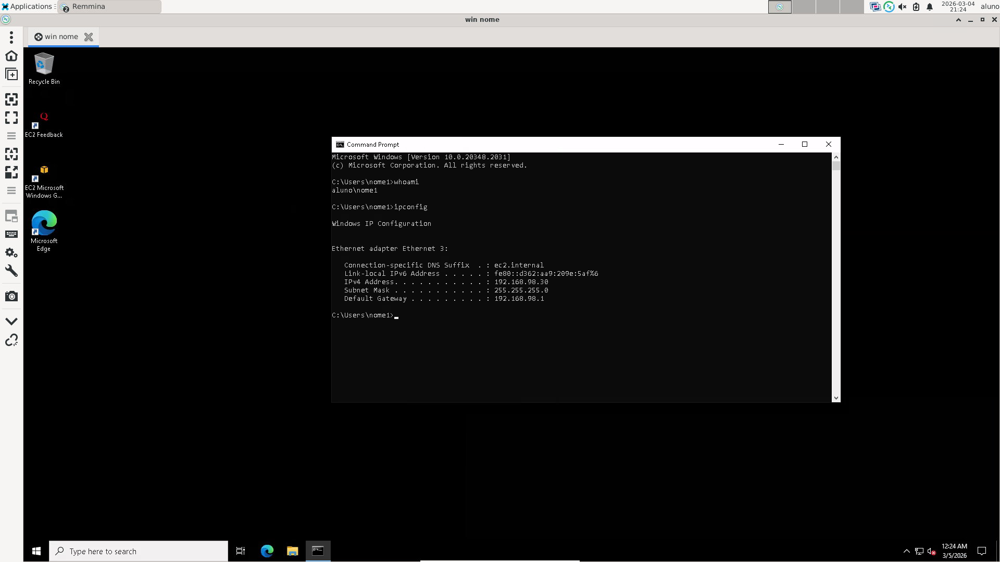 Applications
Remmina
2
2026-03-04
21:24
aluno
win nome
win nome
Recycle Bin
Q
EC2 Feedback
EC2 Microsoft
Windows G...
Microsoft
Edge
Command Prompt
Microsoft Windows [Version 10.0.20348.2031]
(c) Microsoft Corporation. All rights reserved.
C:\Users\nome1>whoami
aluno\nome1
C:\Users\nome1>ipconfig
Windows IP Configuration
Ethernet adapter Ethernet 3:
Connection-specific DNS Suffix  . : ec2.internal
Link-local IPv6 Address . . . . . : fe80::d362:aa9:209e:5af%6
IPv4 Address. . . . . . . . . . . : 192.168.98.30
Subnet Mask . . . . . . . . . . . : 255.255.255.0
Default Gateway . . . . . . . . . : 192.168.98.1
C:\Users\nome1>
Type here to search
12:24 AM
3/5/2026